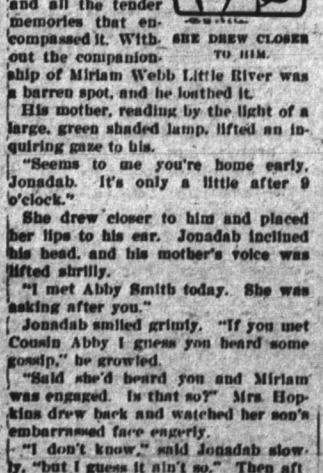 and all the tender
memories that en-
compassed it. With-
out the companion-
SHE DREW CLOSER
TO HIM.
ship of Miriam Webb Little River was
a barren spot, and he loathed it.
His mother, reading by the light of a
large, green shaded lamp, lifted an in-
quiring gaze to his.
"Seems to me you're home early,
Jonadab. It's only a little after 9
o'clock."
She drew closer to him and placed
her lips to his ear. Jonadab inclined
his head, and his mother's voice was
lifted shrilly.
"I met Abby Smith today. She was
asking after you."
Jonadab smiled grimly. "If you met
Cousin Abby I guess you heard some
gossip," he growled.
"Said she'd heard you and Miriam
was engaged. Is that so?" Mrs. Hop-
kins drew back and watched her son's
embarrassed face eagerly.
"I don't know," said Jonadab slow-
ly, "but I guess it ain't so." Then aft